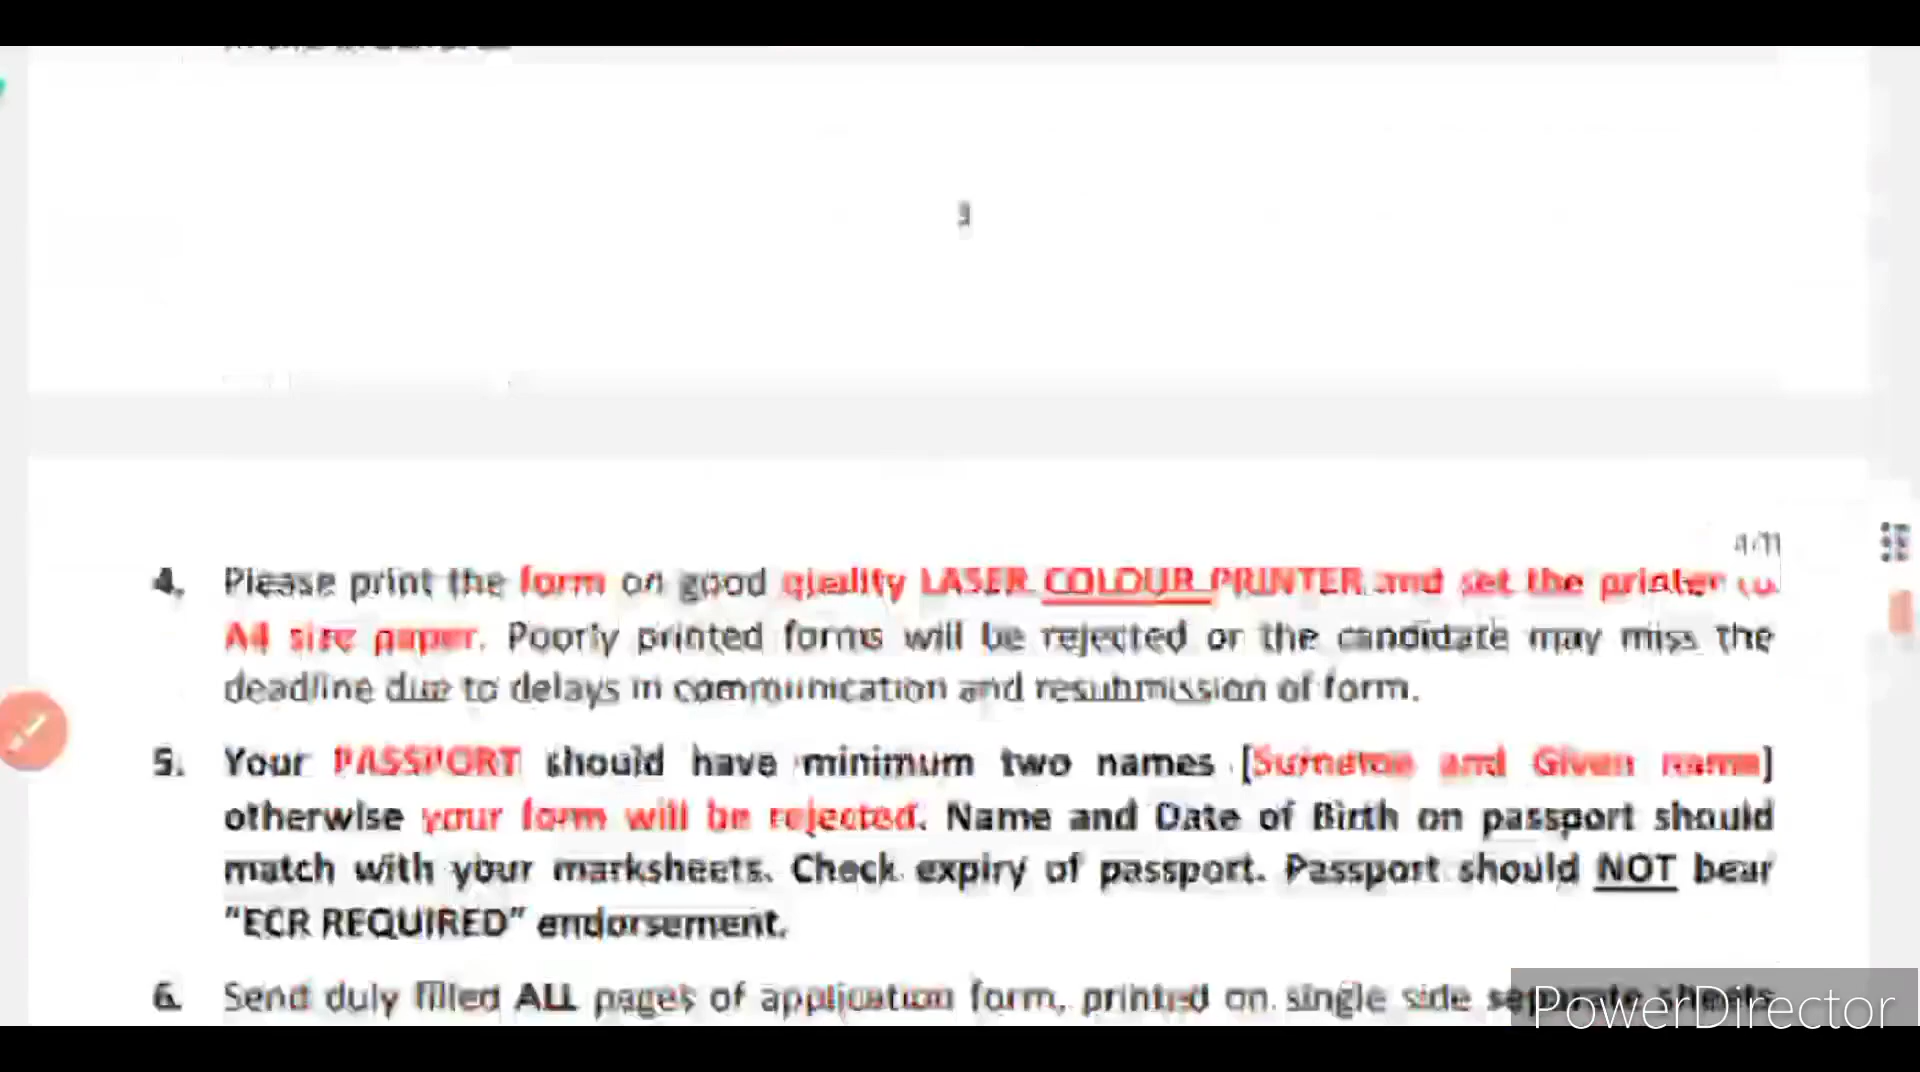 3
4/11
4. Please print the form on good quality LASER COLOUR PRINTER and set the printer to
A4 size paper. Poorly printed forms will be rejected or the candidate may miss the
deadline due to delays in communication and resubmission of form.
5. Your PASSPORT should have minimum two names [Surname and Given name]
otherwise your form will be rejected. Name and Date of Birth on passport should
match with your marksheets. Check expiry of passport. Passport should NOT bear
"ECR REQUIRED" endorsement.
6. Send duly filled ALL pages of application form, printed on single side separate sheets
PowerDirector